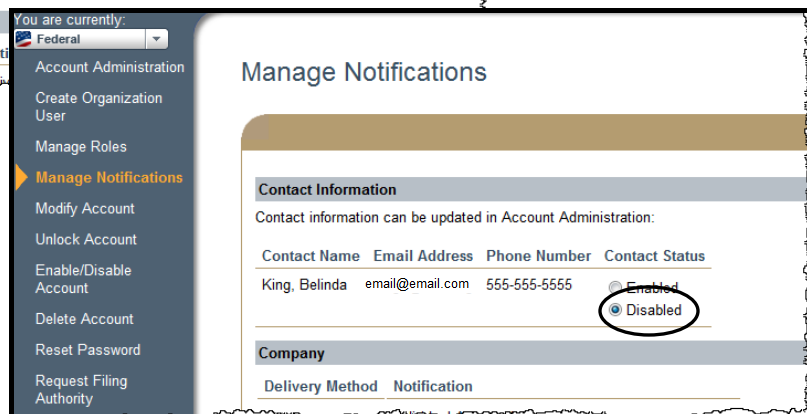 You are currently:
Federal
Account Administration
Create Organization
User
Manage Roles
Manage Notifications
Modify Account
Unlock Account
Enable/Disable
Account
Delete Account
Reset Password
Request Filing
Authority
Manage Notifications
Contact Information
Contact information can be updated in Account Administration:
Contact Name Email Address Phone Number Contact Status
King, Belinda email@email.com 555-555-5555 Enabled
Disabled
Company
Delivery Method Notification